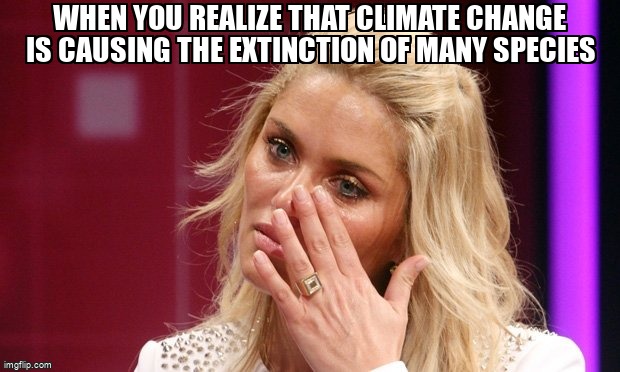 WHEN YOU REALIZE THAT CLIMATE CHANGE
IS CAUSING THE EXTINCTION OF MANY SPECIES
imgflip.com